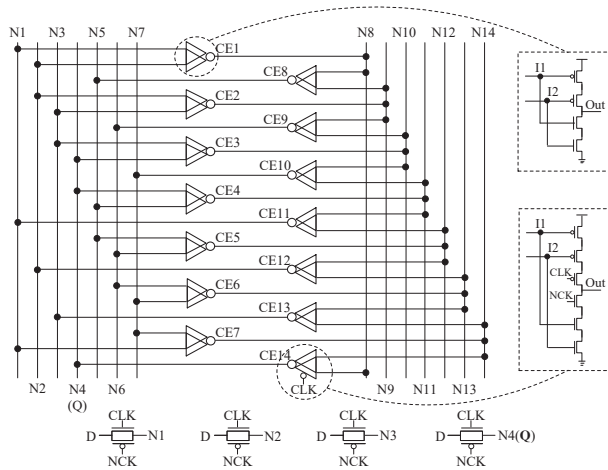 N1 N3 N5 N7 N8 N10 N12 N14
CE1
CE8
CE2
CE9
CE3
CE10
CE4
CE11
CE5
CE12
CE6
CE13
CE7
CE14
CLK
N2 N4 N6 N9 N11 N13
(Q)
I1
I2
Out
I1
I2
CLK
Out
NCK
CLK CLK CLK CLK
D N1 D N2 D N3 D N4(Q)
NCK NCK NCK NCK